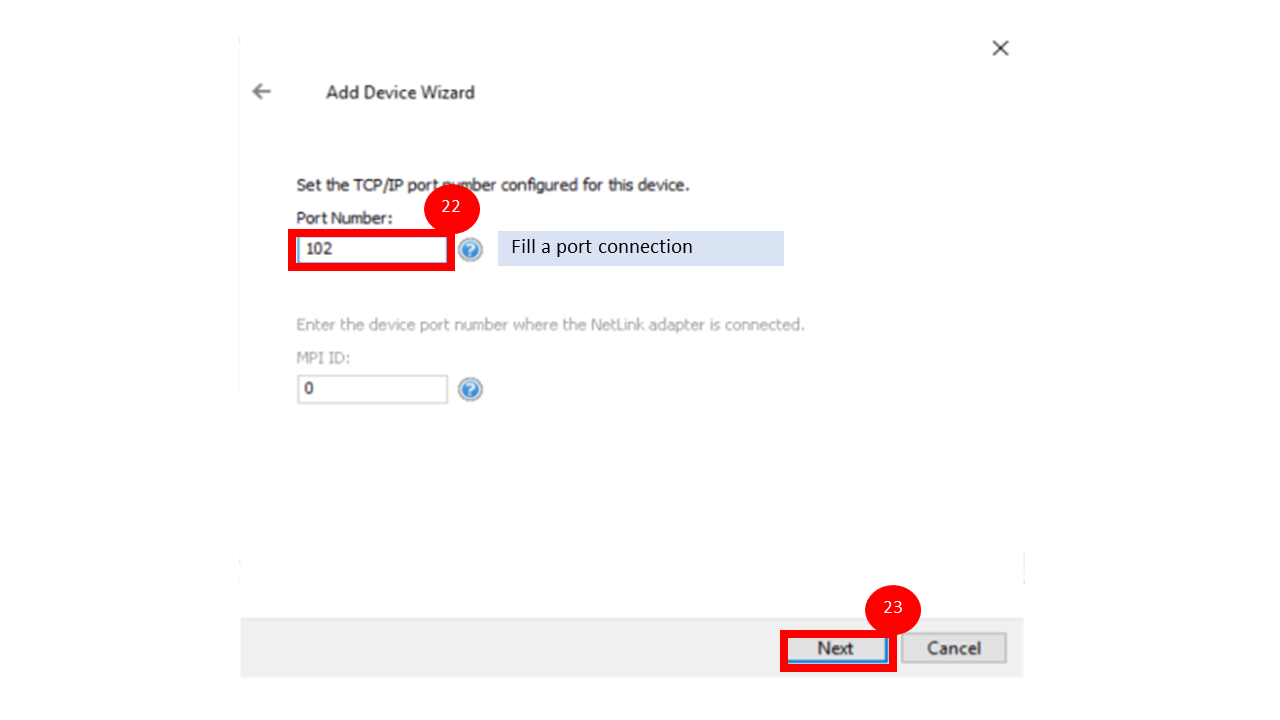 Add Device Wizard
Set the TCP/IP port number configured for this device.
22
Port Number:
102
Fill a port connection
Enter the device port number where the NetLink adapter is connected.
MPI ID:
0
23
Next
Cancel